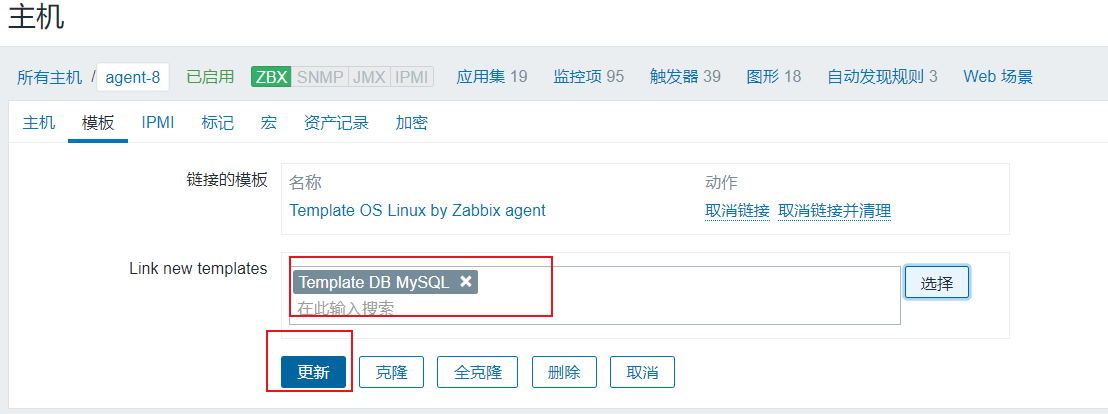 主机
所有主机 / agent-8 已启用 ZBX SNMP JMX IPMI 应用集 19 监控项 95 触发器 39 图形 18 自动发现规则 3 Web 场景
主机 模板 IPMI 标记 宏 资产记录 加密
链接的模板 名称 动作
Template OS Linux by Zabbix agent 取消链接 取消链接并清理
Link new templates Template DB MySQL 选择
在此输入搜索
更新 克隆 全克隆 删除 取消